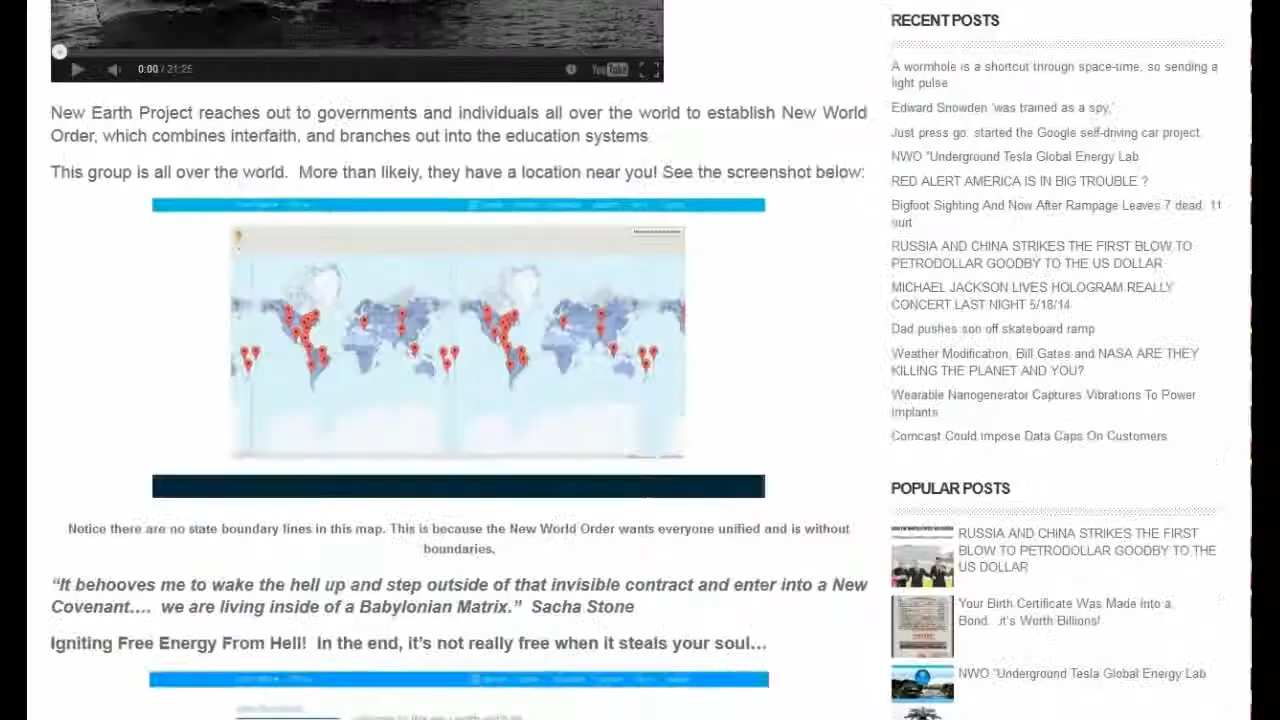 0:00 / 21:25
YouTube
New Earth Project reaches out to governments and individuals all over the world to establish New World
Order, which combines interfaith, and branches out into the education systems
This group is all over the world. More than likely, they have a location near you! See the screenshot below:
Notice there are no state boundary lines in this map. This is because the New World Order wants everyone unified and is without
boundaries.
“It behooves me to wake the hell up and step outside of that invisible contract and enter into a New
Covenant…. we are living inside of a Babylonian Matrix.” Sacha Stone
Igniting Free Energy From Hell! In the end, it’s not really free when it steals your soul…
RECENT POSTS
A wormhole is a shortcut through space-time, so sending a
light pulse
Edward Snowden ‘was trained as a spy,’
Just press go: started the Google self-driving car project.
NWO “Underground Tesla Global Energy Lab
RED ALERT AMERICA IS IN BIG TROUBLE ?
Bigfoot Sighting And Now After Rampage Leaves 7 dead, 11
hurt
RUSSIA AND CHINA STRIKES THE FIRST BLOW TO
PETRODOLLAR GOODBY TO THE US DOLLAR
MICHAEL JACKSON LIVES HOLOGRAM REALLY
CONCERT LAST NIGHT 5/18/14
Dad pushes son off skateboard ramp
Weather Modification, Bill Gates and NASA ARE THEY
KILLING THE PLANET AND YOU?
Wearable Nanogenerator Captures Vibrations To Power
Implants
Comcast Could Impose Data Caps On Customers
POPULAR POSTS
RUSSIA AND CHINA STRIKES THE FIRST
BLOW TO PETRODOLLAR GOODBY TO THE
US DOLLAR
Your Birth Certificate Was Made Into a
Bond. It’s Worth Billions!
NWO “Underground Tesla Global Energy Lab